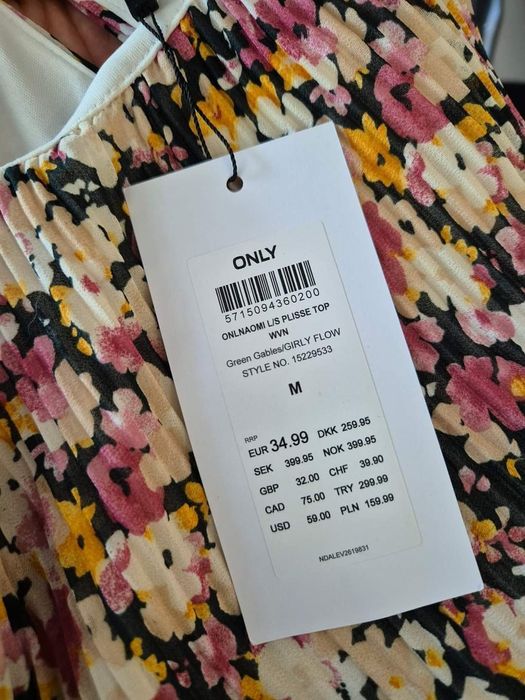 ONLY
5715094360200
ONLNAOMI L/S PLISSE TOP
WVN
Green Gables/GIRLY FLOW
STYLE NO. 15229533
M
RRP
EUR 34.99 DKK 259.95
SEK 399.95 NOK 399.95
GBP 32.00 CHF 39.90
CAD 75.00 TRY 299.99
USD 59.00 PLN 159.99
NDALEV2619831